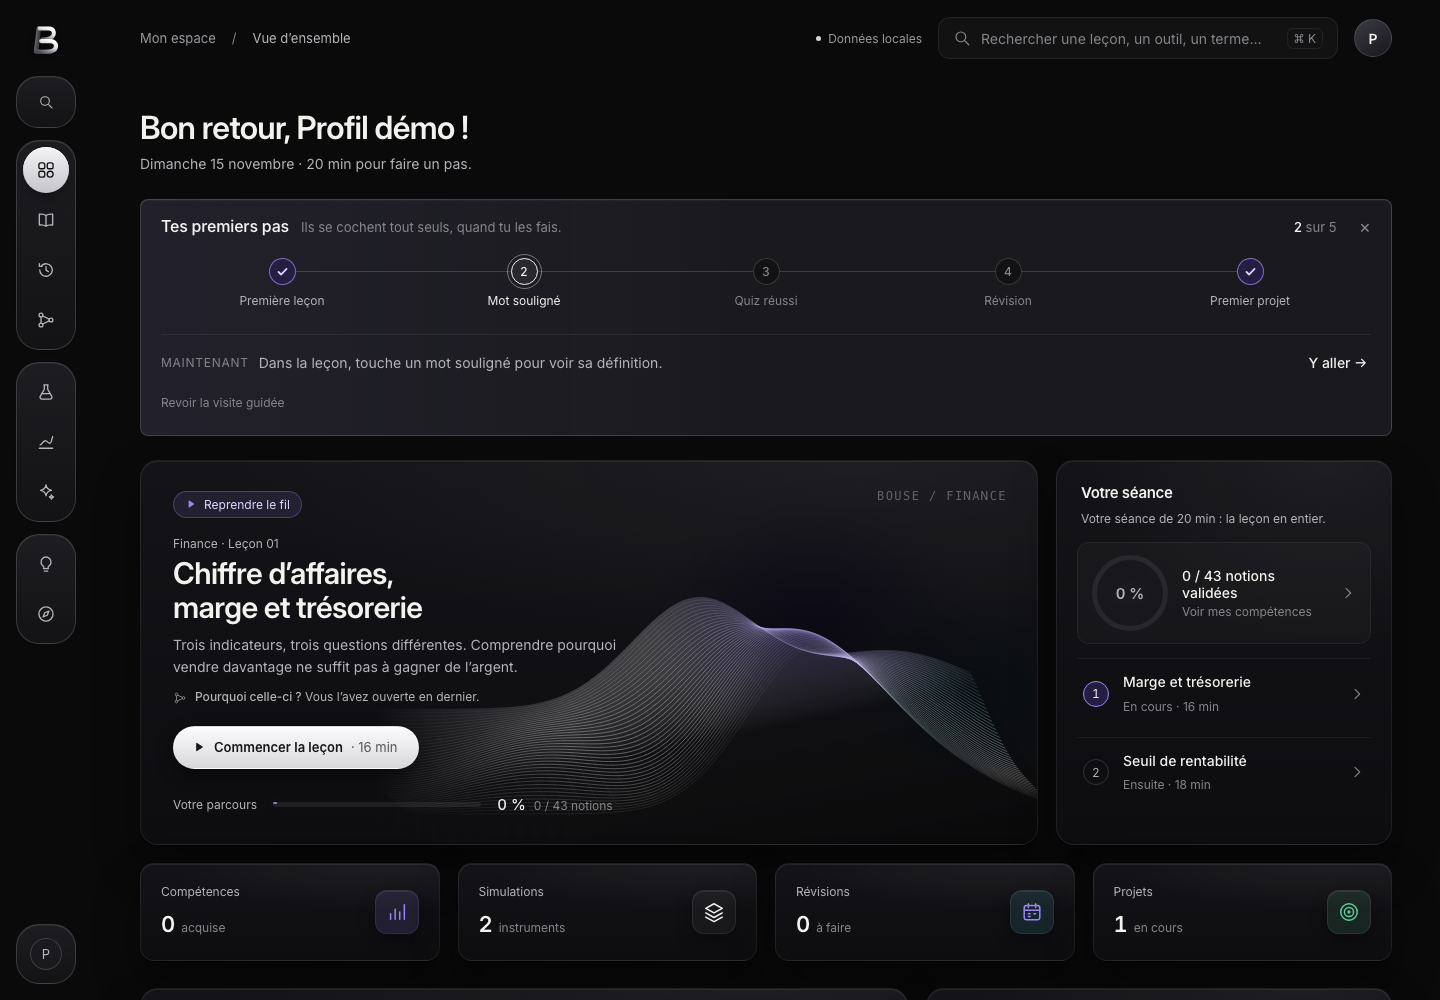 B
Mon espace / Vue d’ensemble
Données locales
Rechercher une leçon, un outil, un terme…
⌘ K
P
Bon retour, Profil démo !
Dimanche 15 novembre · 20 min pour faire un pas.
Tes premiers pas Ils se cochent tout seuls, quand tu les fais.
2 sur 5 ×
2 3 4
Première leçon Mot souligné Quiz réussi Révision Premier projet
MAINTENANT Dans la leçon, touche un mot souligné pour voir sa définition.
Y aller →
Revoir la visite guidée
Reprendre le fil
BOUSE / FINANCE
Finance · Leçon 01
Chiffre d’affaires,
marge et trésorerie
Trois indicateurs, trois questions différentes. Comprendre pourquoi
vendre davantage ne suffit pas à gagner de l’argent.
Pourquoi celle-ci ? Vous l’avez ouverte en dernier.
Commencer la leçon · 16 min
Votre parcours 0 % 0 / 43 notions
Votre séance
Votre séance de 20 min : la leçon en entier.
0 %
0 / 43 notions
validées
Voir mes compétences
1
Marge et trésorerie
En cours · 16 min
2
Seuil de rentabilité
Ensuite · 18 min
Compétences
0 acquise
Simulations
2 instruments
Révisions
0 à faire
Projets
1 en cours
P